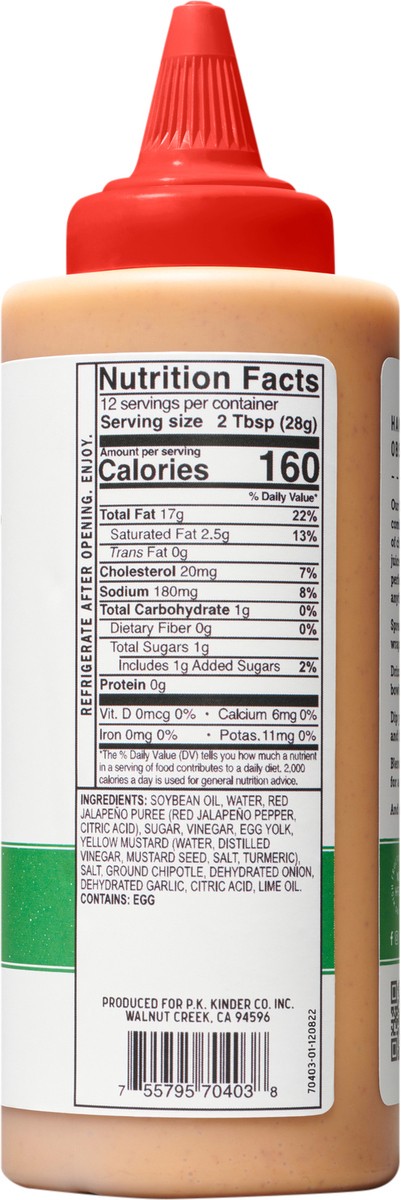 Nutrition Facts
12 servings per container
Serving size 2 Tbsp (28g)
Amount per serving
Calories 160
% Daily Value*
Total Fat 17g 22%
Saturated Fat 2.5g 13%
Trans Fat 0g
Cholesterol 20mg 7%
Sodium 180mg 8%
Total Carbohydrate 1g 0%
Dietary Fiber 0g 0%
Total Sugars 1g
Includes 1g Added Sugars 2%
Protein 0g
Vit. D 0mcg 0% • Calcium 6mg 0%
Iron 0mg 0% • Potas. 11mg 0%
*The % Daily Value (DV) tells you how much a nutrient
in a serving of food contributes to a daily diet. 2,000
calories a day is used for general nutrition advice.
REFRIGERATE AFTER OPENING. ENJOY.
INGREDIENTS: SOYBEAN OIL, WATER, RED
JALAPEÑO PUREE (RED JALAPEÑO PEPPER,
CITRIC ACID), SUGAR, VINEGAR, EGG YOLK,
YELLOW MUSTARD (WATER, DISTILLED
VINEGAR, MUSTARD SEED, SALT, TURMERIC),
SALT, GROUND CHIPOTLE, DEHYDRATED ONION,
DEHYDRATED GARLIC, CITRIC ACID, LIME OIL.
CONTAINS: EGG
PRODUCED FOR P.K. KINDER CO. INC.
WALNUT CREEK, CA 94596
7 55795 70403 8
70403-01-120822